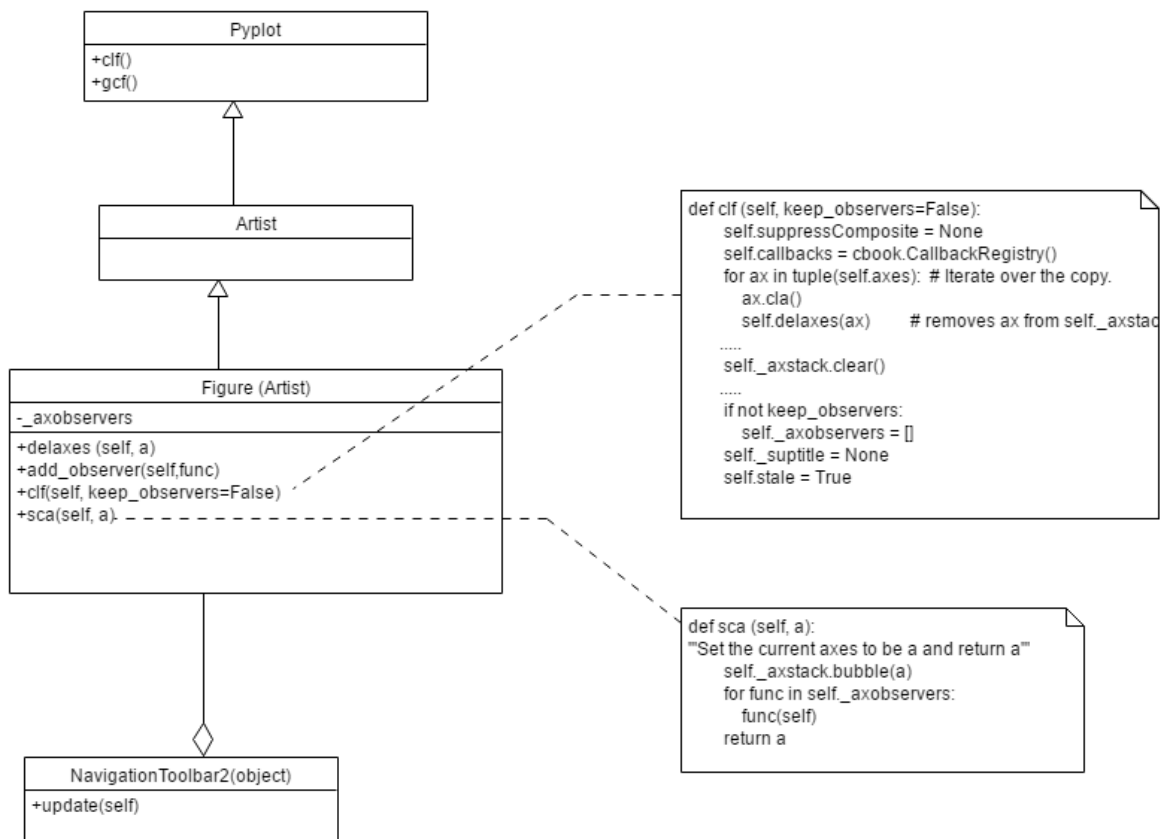 Pyplot
+clf()
+gcf()
Artist
Figure (Artist)
-_axobservers
+delaxes (self, a)
+add_observer(self,func)
+clf(self, keep_observers=False)
+sca(self, a)
NavigationToolbar2(object)
+update(self)
def clf (self, keep_observers=False):
self.suppressComposite = None
self.callbacks = cbook.CallbackRegistry()
for ax in tuple(self.axes): # Iterate over the copy.
ax.cla()
self.delaxes(ax) # removes ax from self._axstac
.....
self._axstack.clear()
.....
if not keep_observers:
self._axobservers = []
self._suptitle = None
self.stale = True
def sca (self, a):
'"Set the current axes to be a and return a'"
self._axstack.bubble(a)
for func in self._axobservers:
func(self)
return a